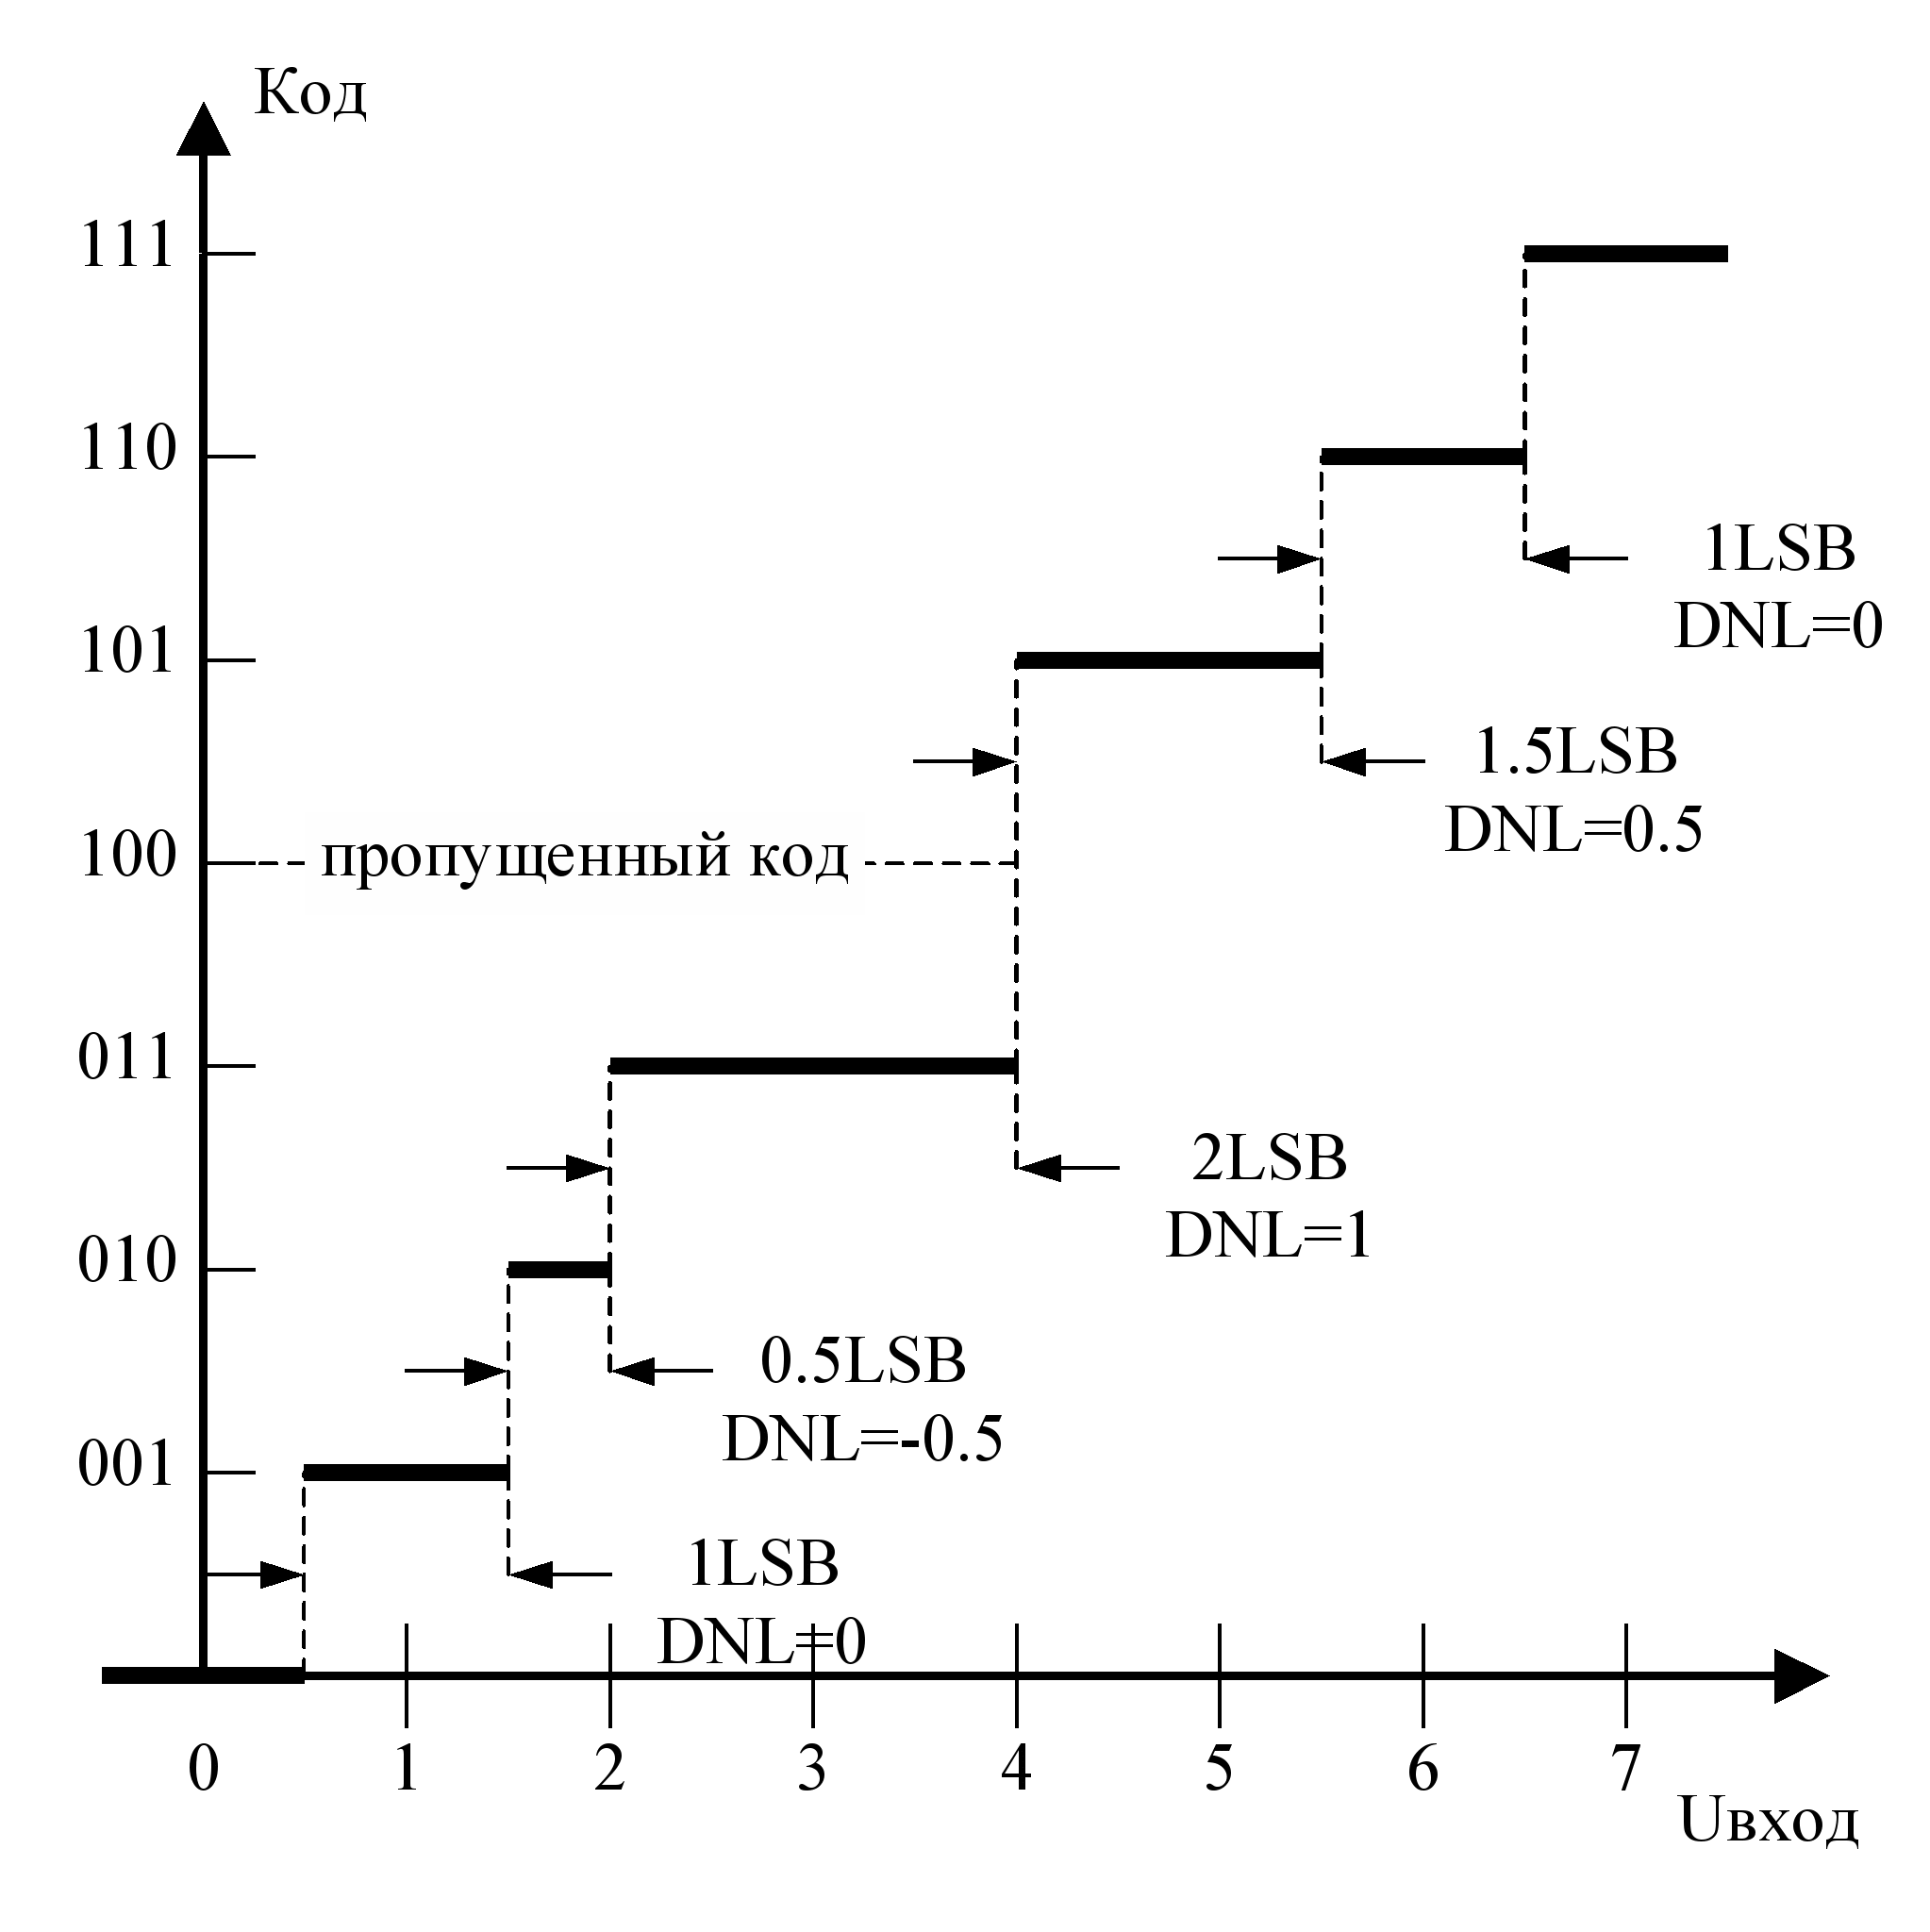 Код
111
110
1LSB
DNL=0
101
1.5LSB
DNL=0.5
100
пропущенный код
011
2LSB
DNL=1
010
0.5LSB
DNL=-0.5
001
1LSB
DNL=0
0 1 2 3 4 5 6 7
Uвход